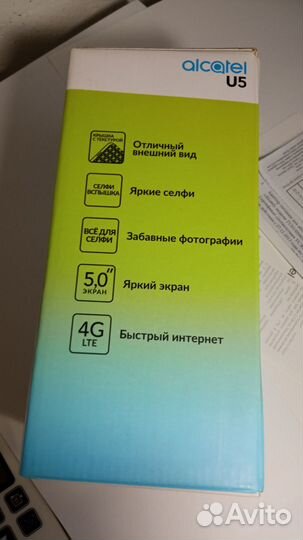 alcatel
U5
КРЫШКА
С ТЕКСТУРОЙ
Отличный
внешний вид
СЕЛФИ
ВСПЫШКА
Яркие селфи
ВСЁ ДЛЯ
СЕЛФИ
Забавные фотографии
5,0"
ЭКРАН
Яркий экран
4G
LTE
Быстрый интернет
Avito